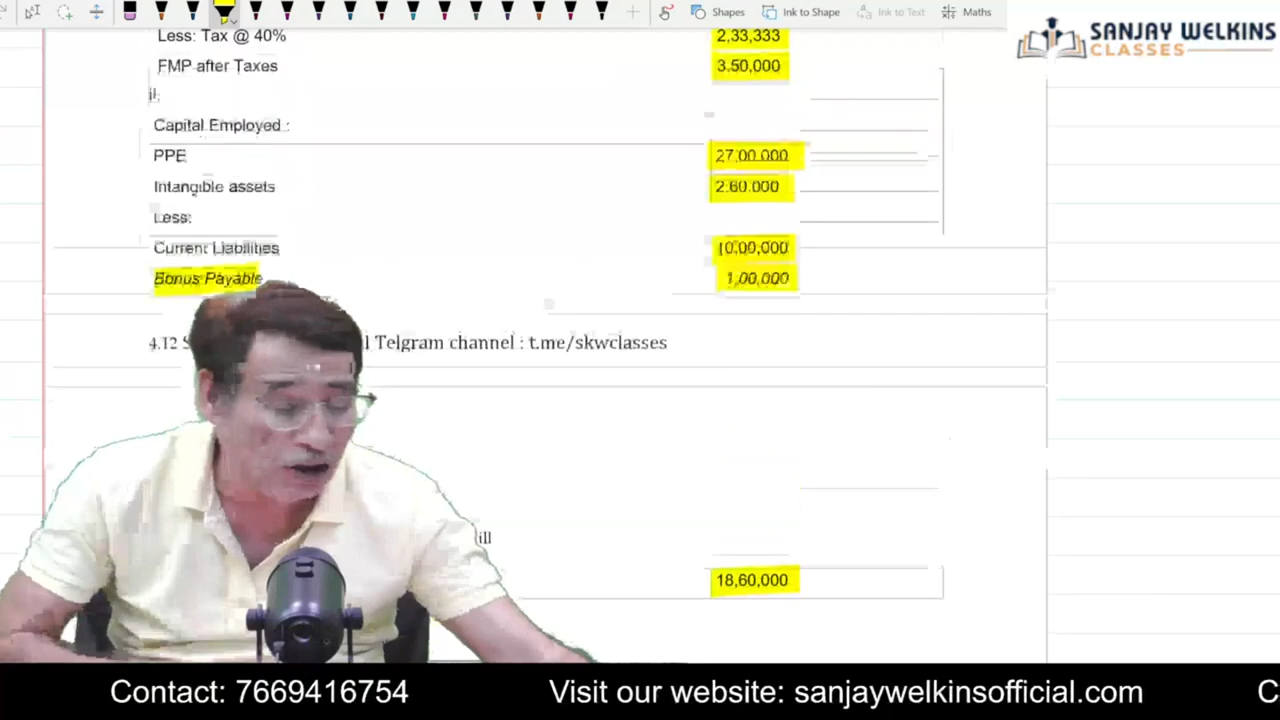 Shapes
Ink to Shape
Ink to Text
Maths
SANJAY WELKINS
CLASSES
Less: Tax @ 40% 2,33,333
FMP after Taxes 3,50,000
Capital Employed :
PPE 27,00,000
Intangible assets 2,60,000
Less:
Current Liabilities 10,00,000
Bonus Payable 1,00,000
4.12 S l Telgram channel : t.me/skwclasses
ill
18,60,000
Contact: 7669416754 Visit our website: sanjaywelkinsofficial.com C